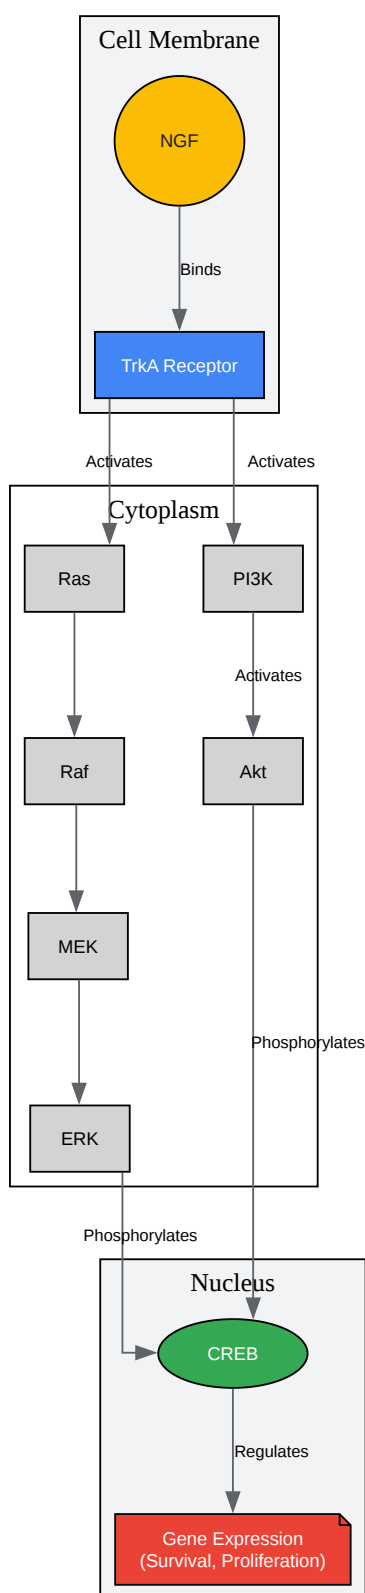 Cell Membrane
NGF
Binds
TrkA Receptor
Activates
Activates
Cytoplasm
Ras
PI3K
Activates
Raf
Akt
MEK
Phosphorylates
ERK
Phosphorylates
Nucleus
CREB
Regulates
Gene Expression
(Survival, Proliferation)